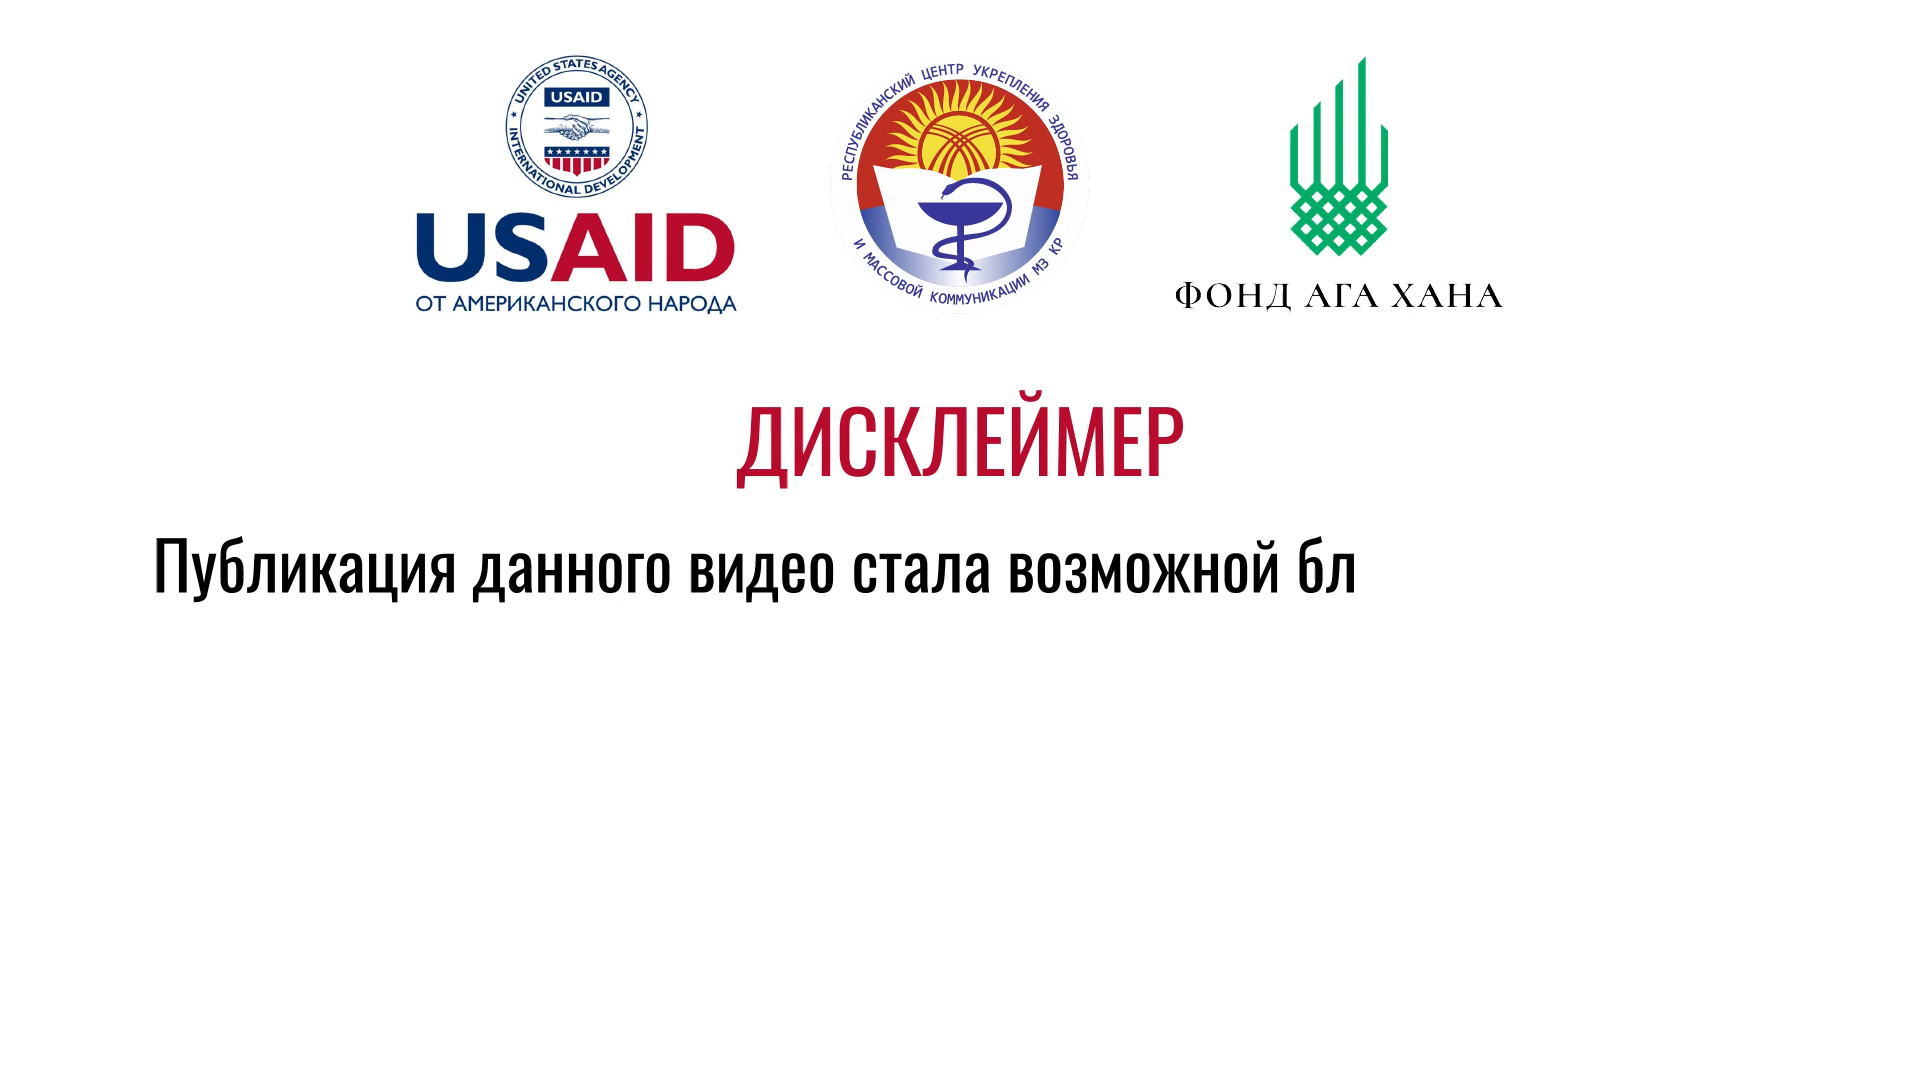 UNITED STATES AGENCY
USAID
INTERNATIONAL DEVELOPMENT
USAID
ОТ АМЕРИКАНСКОГО НАРОДА
РЕСПУБЛИКАНСКИЙ ЦЕНТР УКРЕПЛЕНИЯ ЗДОРОВЬЯ
И МАССОВОЙ КОММУНИКАЦИИ МЗ КР
ФОНД АГА ХАНА
ДИСКЛЕЙМЕР
Публикация данного видео стала возможной бл